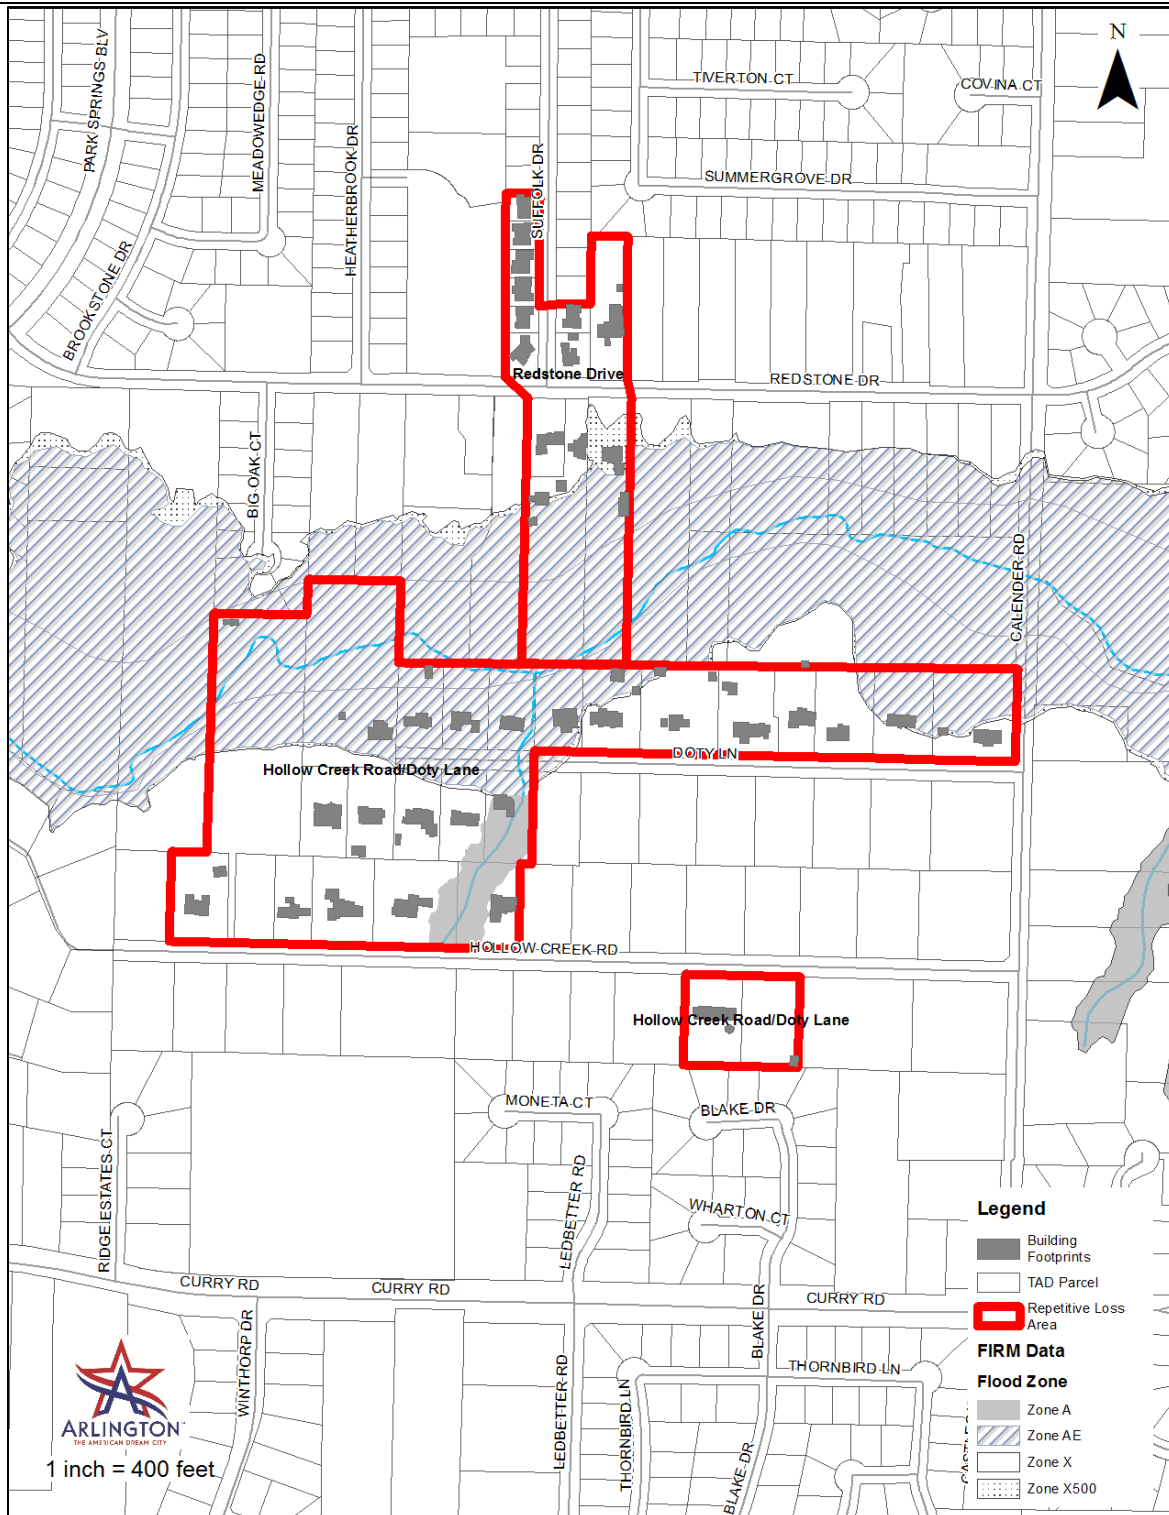 N
PARK SPRINGS BLV
MEADOWEDGE RD
HEATHERBROOK DR
SUFFOLK DR
TIVERTON CT
COVINA CT
SUMMERGROVE DR
BROOKSTONE DR
Redstone Drive
REDSTONE DR
BIG OAK CT
CALENDER RD
DOTY LN
Hollow Creek Road/Doty Lane
HOLLOW CREEK RD
Hollow Creek Road/Doty Lane
MONETA CT
BLAKE DR
RIDGE ESTATES CT
LEDBETTER RD
WHARTON CT
CURRY RD
CURRY RD
CURRY RD
WINTHORP DR
BLAKE DR
LEDBETTER RD
THORNBIRD LN
THORNBIRD LN
BLAKE DR
Legend
Building
Footprints
TAD Parcel
Repetitive Loss
Area
FIRM Data
Flood Zone
Zone A
Zone AE
Zone X
Zone X500
ARLINGTON
THE AMERICAN DREAM CITY
1 inch = 400 feet